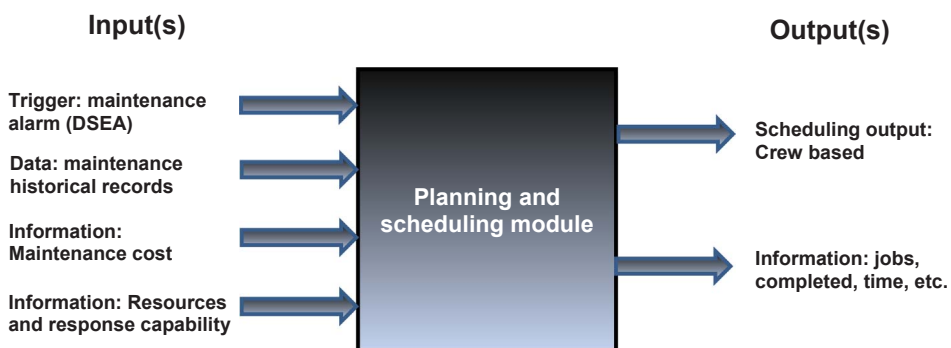 Input(s)
Output(s)
Trigger: maintenance
alarm (DSEA)
Data: maintenance
historical records
Information:
Maintenance cost
Information: Resources
and response capability
Planning and
scheduling module
Scheduling output:
Crew based
Information: jobs,
completed, time, etc.